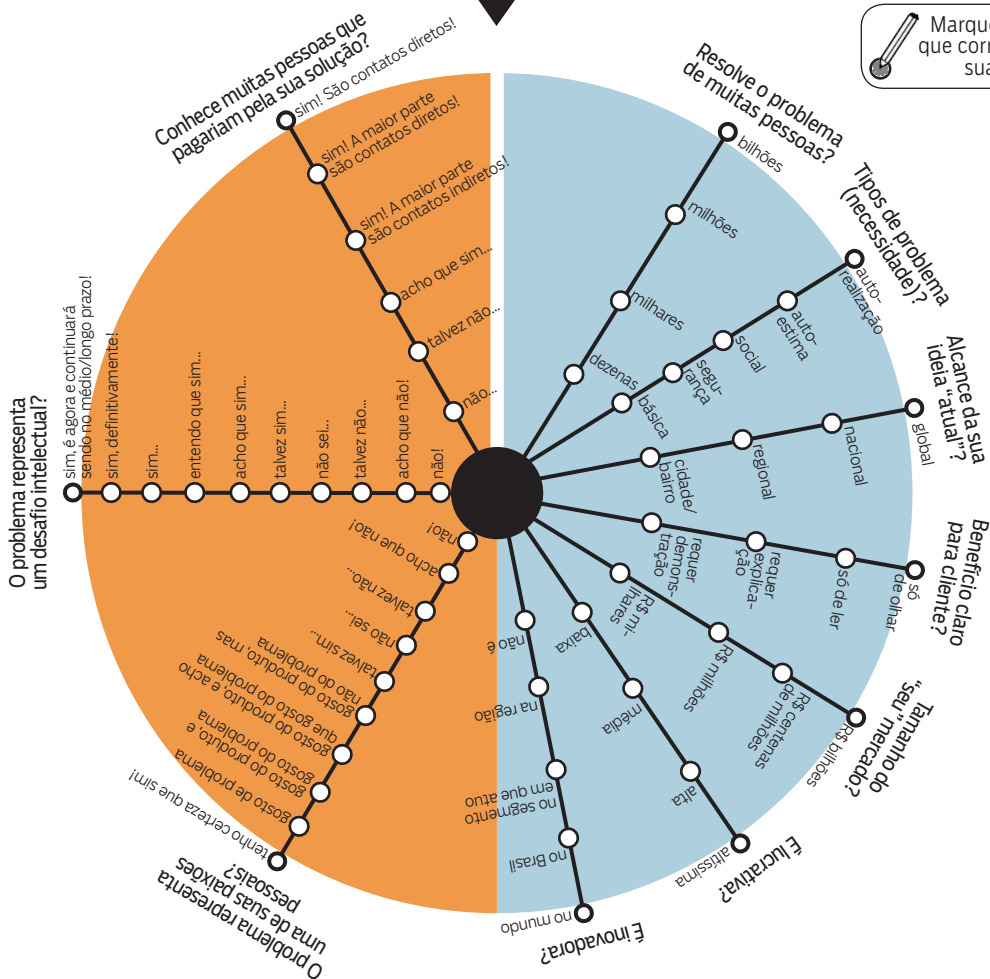 Marque
que corr
sua
Conhece muitas pessoas que
pagariam pela sua solução?
sim! São contatos diretos!
sim! A maior parte
são contatos diretos!
sim! A maior parte
são contatos indiretos!
acho que sim...
talvez não...
não...
Resolve o problema
de muitas pessoas?
bilhões
milhões
milhares
dezenas
Tipos de problema
(necessidade)?
auto-
realização
auto-
estima
social
segu-
rança
básica
Alcance da sua
ideia "atual"?
global
nacional
regional
cidade/
bairro
Benefício claro
para cliente?
só
de olhar
só de ler
requer
explica-
ção
requer
demons-
tração
Tamanho do
"seu" mercado?
R$ bilhões
R$ centenas
de milhões
R$ milhões
R$ mi-
lhares
É lucrativa?
altíssima
alta
média
baixa
É inovadora?
no mundo
no Brasil
no segmento
em que atuo
na região
não é
O problema representa
uma de suas paixões
pessoais?
tenho certeza que sim!
gosto de problema
gosto do produto, e
gosto do problema
gosto do produto, e acho
que gosto do problema
gosto do produto, mas
não do problema
talvez sim...
não sei...
talvez não...
acho que não!
não!
O problema representa
um desafio intelectual?
sim, é agora e continuará
sendo no médio/longo prazo!
sim, definitivamente!
sim...
entendo que sim...
acho que sim...
talvez sim...
não sei...
talvez não...
acho que não!
não!